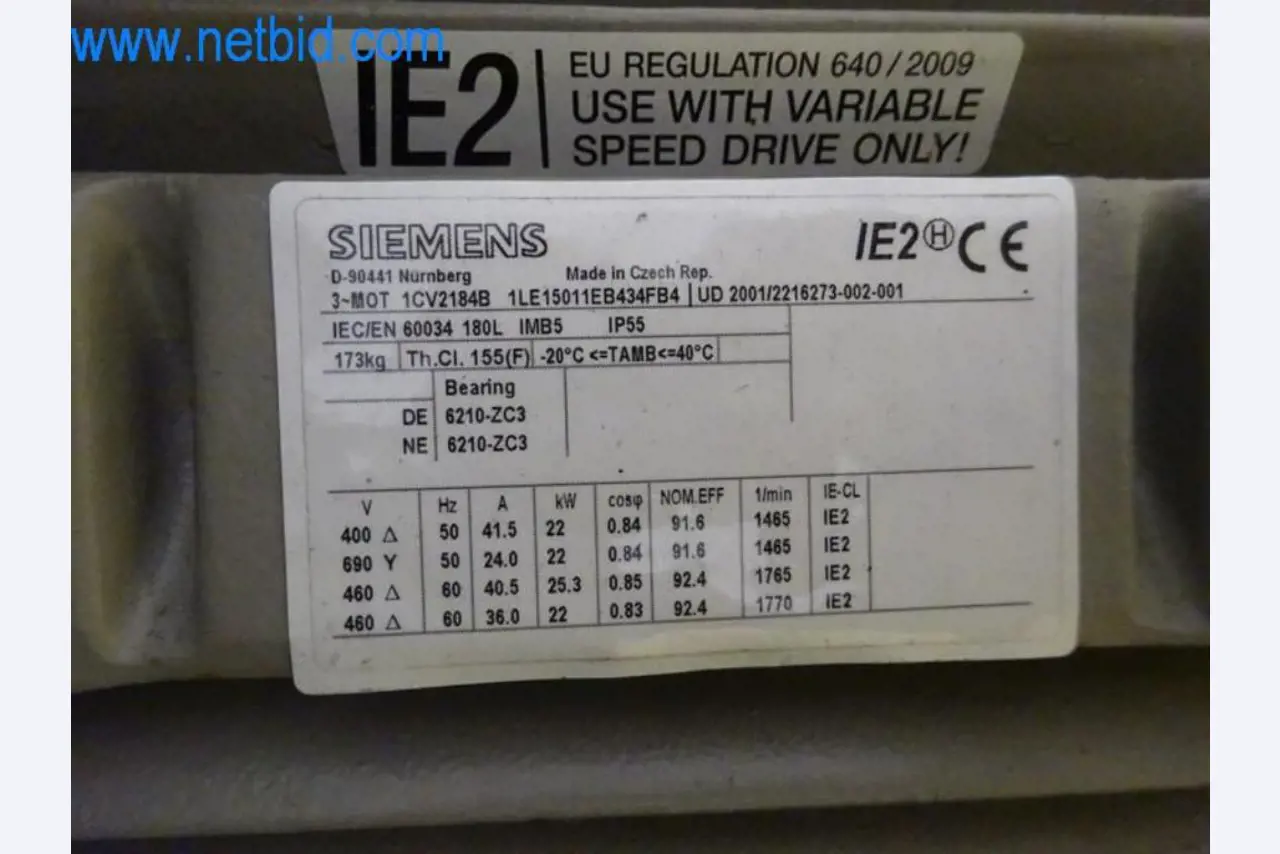 www.netbid.com
IE2
EU REGULATION 640/2009
USE WITH VARIABLE
SPEED DRIVE ONLY!
SIEMENS IE2 Ⓗ CE
D-90441 Nürnberg Made in Czech Rep.
3~MOT 1CV2184B 1LE15011EB434FB4 UD 2001/2216273-002-001
IEC/EN 60034 180L IMB5 IP55
173kg Th.Cl. 155(F) -20°C <=TAMB<=40°C
Bearing
DE 6210-ZC3
NE 6210-ZC3
V Hz A kW cosφ NOM.EFF 1/min IE-CL
400 Δ 50 41.5 22 0.84 91.6 1465 IE2
690 Y 50 24.0 22 0.84 91.6 1465 IE2
460 Δ 60 40.5 25.3 0.85 92.4 1765 IE2
460 Δ 60 36.0 22 0.83 92.4 1770 IE2